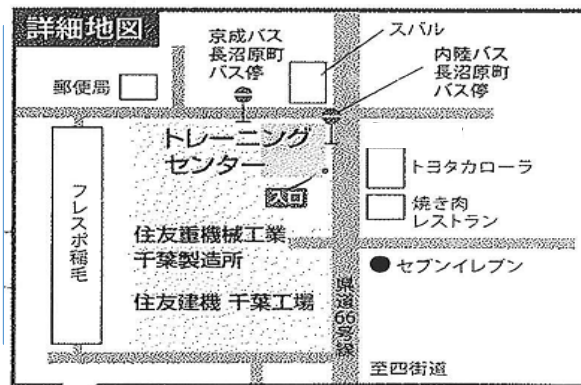 詳細地図
京成バス
長沼原町
バス停
スバル
内陸バス
長沼原町
バス停
郵便局
トレーニング
センター
入口
トヨタカローラ
焼き肉
レストラン
フレスポ稲毛
住友重機械工業
千葉製造所
セブンイレブン
住友建機 千葉工場
県道66号線
至四街道